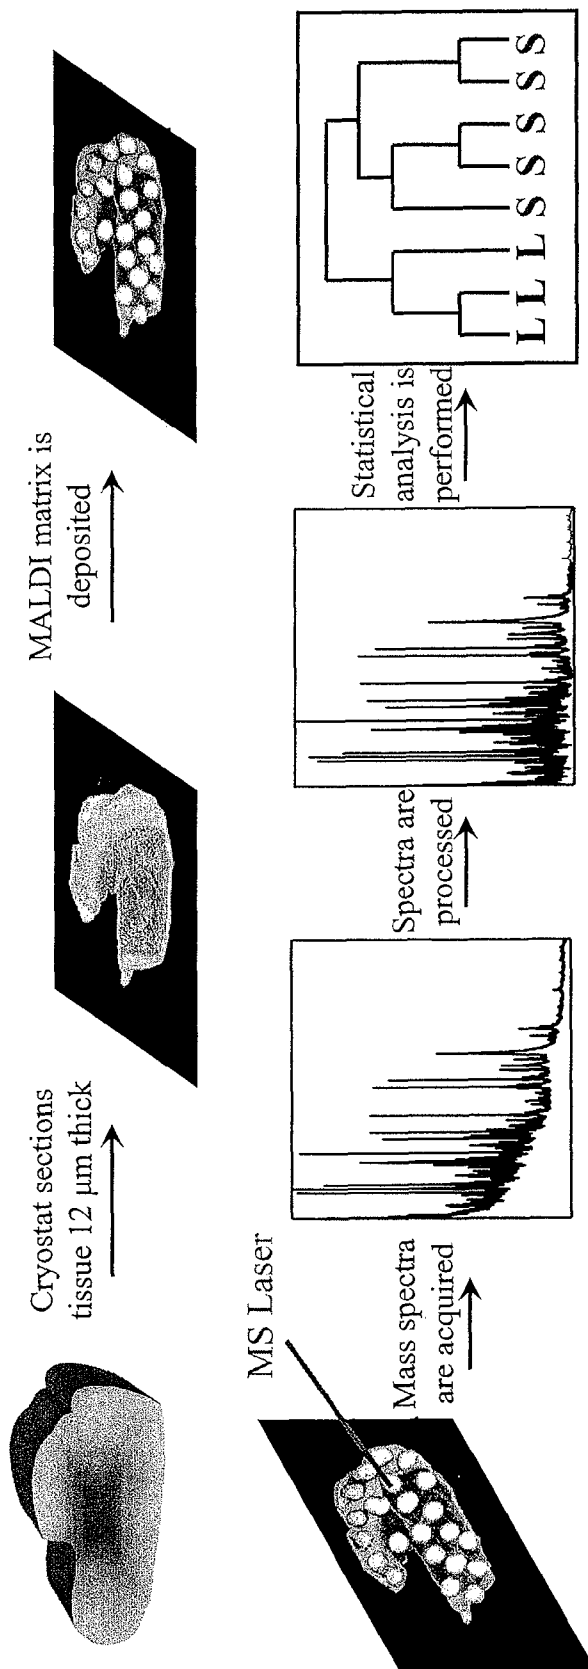 Cryostat sections
tissue 12 µm thick
MALDI matrix is
deposited
MS Laser
Mass spectra
are acquired
Spectra are
processed
Statistical
analysis is
performed
L L L S S S S S